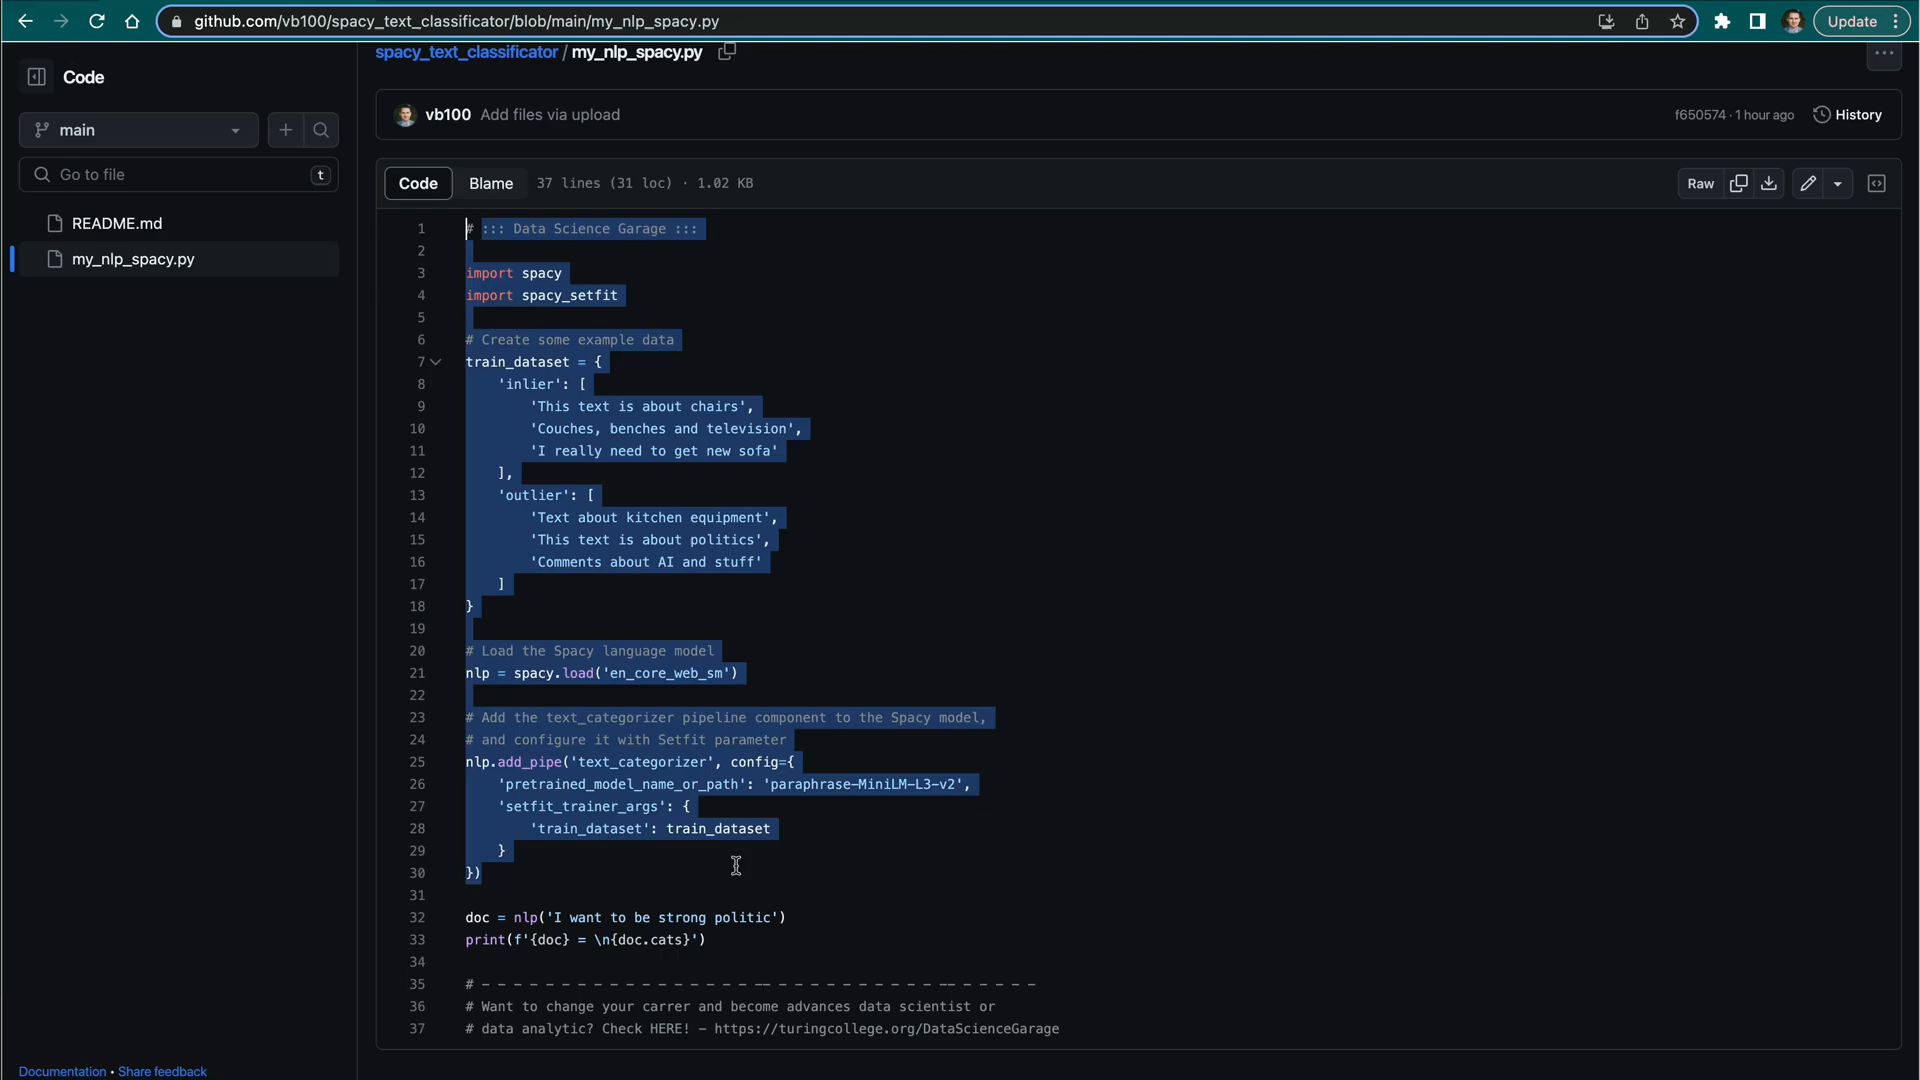 github.com/vb100/spacy_text_classificator/blob/main/my_nlp_spacy.py
Update
Code
spacy_text_classificator / my_nlp_spacy.py
main
Go to file
t
README.md
my_nlp_spacy.py
vb100 Add files via upload
f650574 · 1 hour ago
History
Code
Blame
37 lines (31 loc) · 1.02 KB
Raw
1 # ::: Data Science Garage :::
2
3 import spacy
4 import spacy_setfit
5
6 # Create some example data
7 train_dataset = {
8     'inlier': [
9         'This text is about chairs',
10         'Couches, benches and television',
11         'I really need to get new sofa'
12     ],
13     'outlier': [
14         'Text about kitchen equipment',
15         'This text is about politics',
16         'Comments about AI and stuff'
17     ]
18 }
19
20 # Load the Spacy language model
21 nlp = spacy.load('en_core_web_sm')
22
23 # Add the text_categorizer pipeline component to the Spacy model,
24 # and configure it with Setfit parameter
25 nlp.add_pipe('text_categorizer', config={
26     'pretrained_model_name_or_path': 'paraphrase-MiniLM-L3-v2',
27     'setfit_trainer_args': {
28         'train_dataset': train_dataset
29     }
30 })
31
32 doc = nlp('I want to be strong politic')
33 print(f'{doc} = \n{doc.cats}')
34
35 # - - - - - - - - - - - - - - - - - - -- - - - - - - - - - - -- - - - - - -
36 # Want to change your carrer and become advances data scientist or
37 # data analytic? Check HERE! - https://turingcollege.org/DataScienceGarage
Documentation • Share feedback